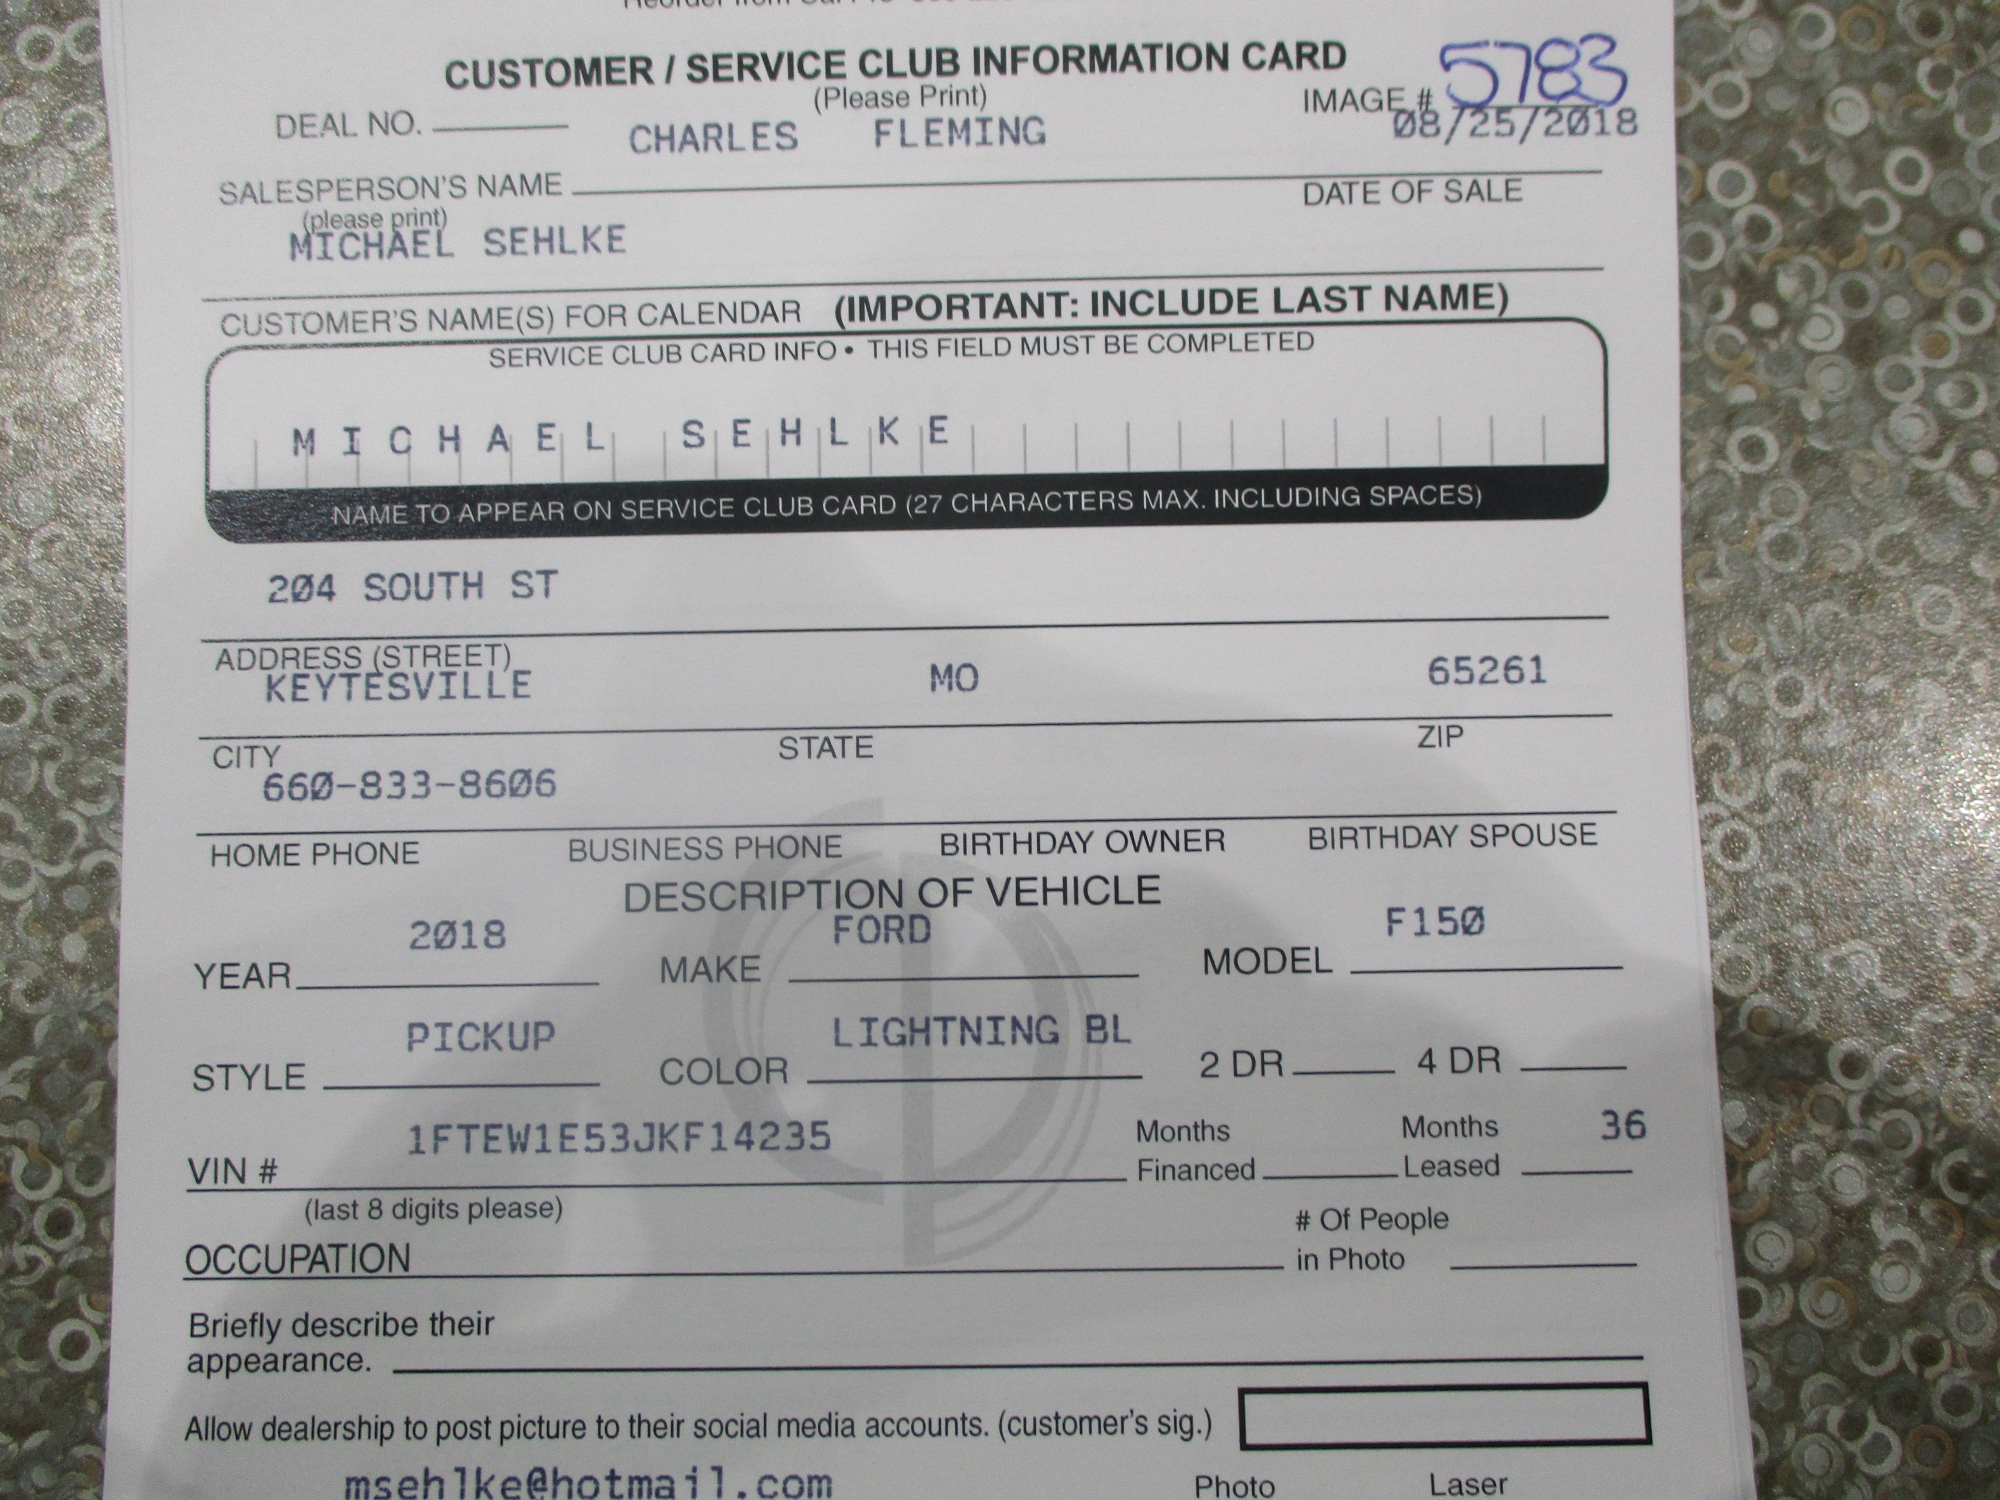 CUSTOMER / SERVICE CLUB INFORMATION CARD
(Please Print)
IMAGE # 5783
DEAL NO.
CHARLES FLEMING
08/25/2018
SALESPERSON'S NAME
DATE OF SALE
(please print)
MICHAEL SEHLKE
CUSTOMER'S NAME(S) FOR CALENDAR (IMPORTANT: INCLUDE LAST NAME)
SERVICE CLUB CARD INFO • THIS FIELD MUST BE COMPLETED
MICHAEL SEHLKE
NAME TO APPEAR ON SERVICE CLUB CARD (27 CHARACTERS MAX. INCLUDING SPACES)
204 SOUTH ST
ADDRESS (STREET)
KEYTESVILLE MO 65261
CITY STATE ZIP
660-833-8606
HOME PHONE BUSINESS PHONE BIRTHDAY OWNER BIRTHDAY SPOUSE
DESCRIPTION OF VEHICLE
2018 FORD F150
YEAR MAKE MODEL
PICKUP LIGHTNING BL
STYLE COLOR 2 DR 4 DR
1FTEW1E53JKF14235 Months Months 36
VIN # Financed Leased
(last 8 digits please)
# Of People
OCCUPATION in Photo
Briefly describe their
appearance.
Allow dealership to post picture to their social media accounts. (customer's sig.)
msehlke@hotmail.com Photo Laser